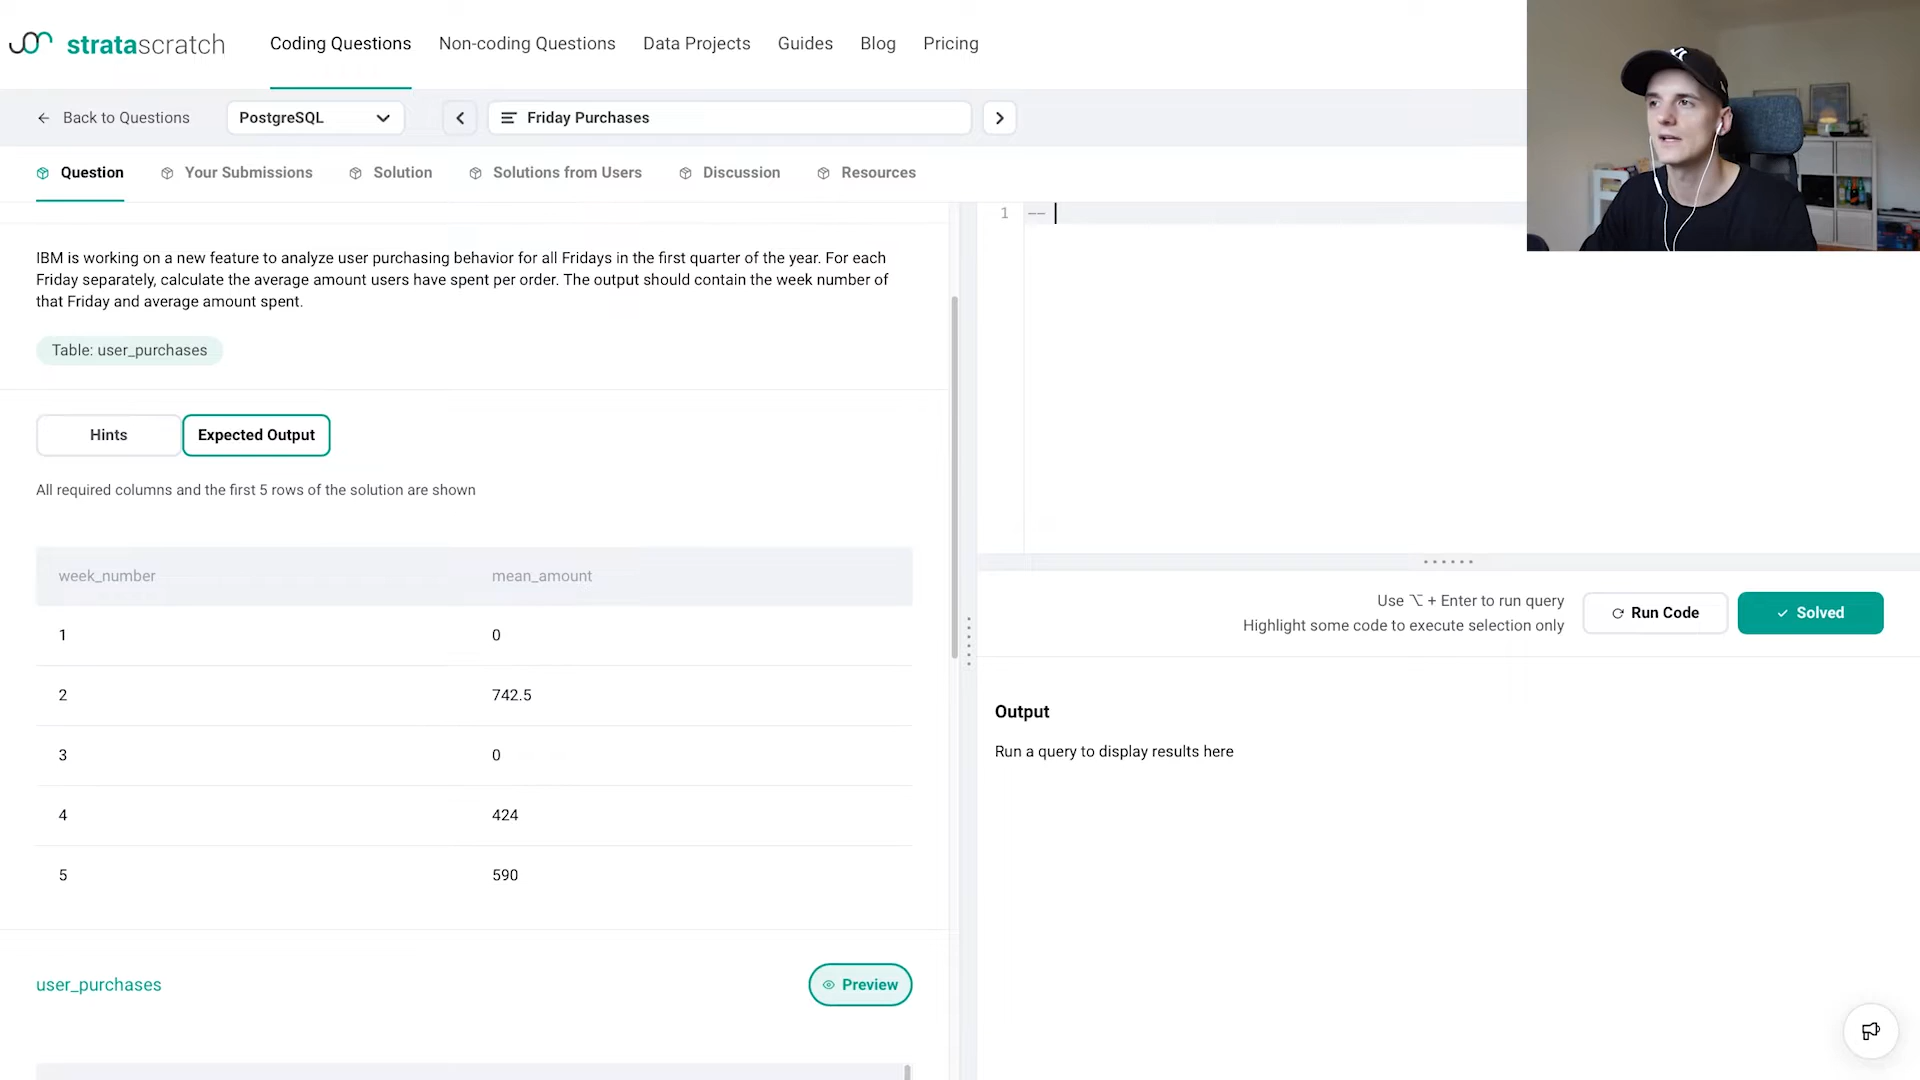 stratascratch
Coding Questions
Non-coding Questions
Data Projects
Guides
Blog
Pricing
Back to Questions
PostgreSQL
Friday Purchases
Question
Your Submissions
Solution
Solutions from Users
Discussion
Resources
IBM is working on a new feature to analyze user purchasing behavior for all Fridays in the first quarter of the year. For each
Friday separately, calculate the average amount users have spent per order. The output should contain the week number of
that Friday and average amount spent.
Table: user_purchases
Hints
Expected Output
All required columns and the first 5 rows of the solution are shown
week_number mean_amount
1 0
2 742.5
3 0
4 424
5 590
user_purchases
Preview
1 --
Use ⌥ + Enter to run query
Highlight some code to execute selection only
Run Code
Solved
Output
Run a query to display results here